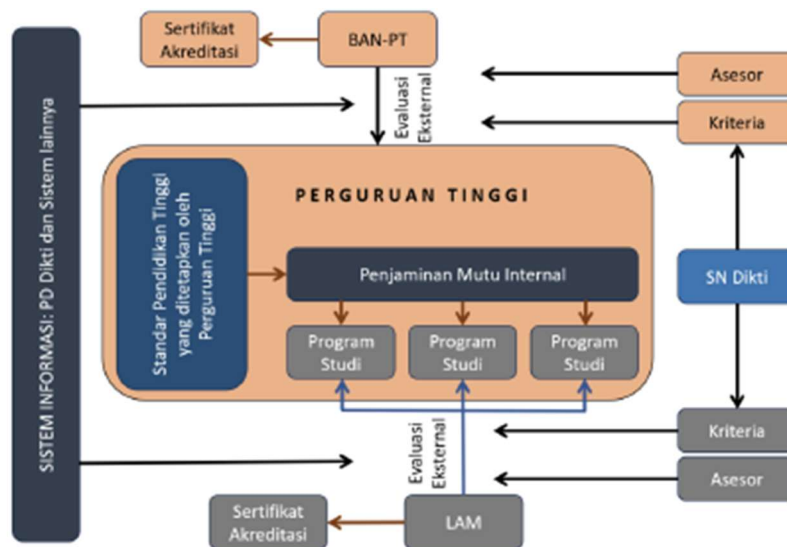 Sertifikat
Akreditasi
BAN-PT
Asesor
Evaluasi
Eksternal
Kriteria
SISTEM INFORMASI: PD Dikti dan Sistem lainnya
PERGURUAN TINGGI
Standar Pendidikan Tinggi
yang ditetapkan oleh
Perguruan Tinggi
Penjaminan Mutu Internal
SN Dikti
Program
Studi
Program
Studi
Program
Studi
Evaluasi
Eksternal
Kriteria
Asesor
Sertifikat
Akreditasi
LAM